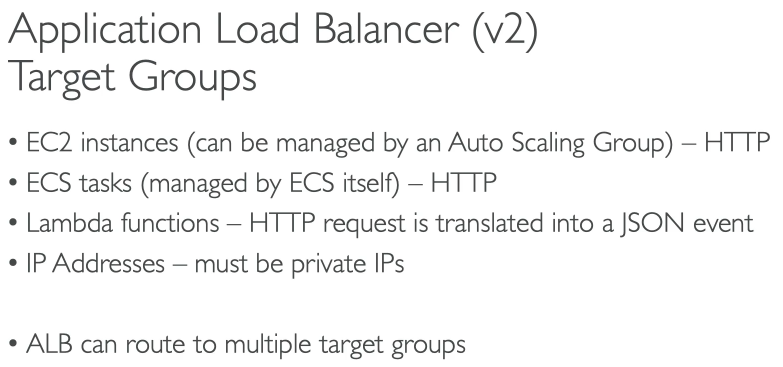 Application Load Balancer (v2)
Target Groups
• EC2 instances (can be managed by an Auto Scaling Group) – HTTP
• ECS tasks (managed by ECS itself) – HTTP
• Lambda functions – HTTP request is translated into a JSON event
• IP Addresses – must be private IPs
• ALB can route to multiple target groups